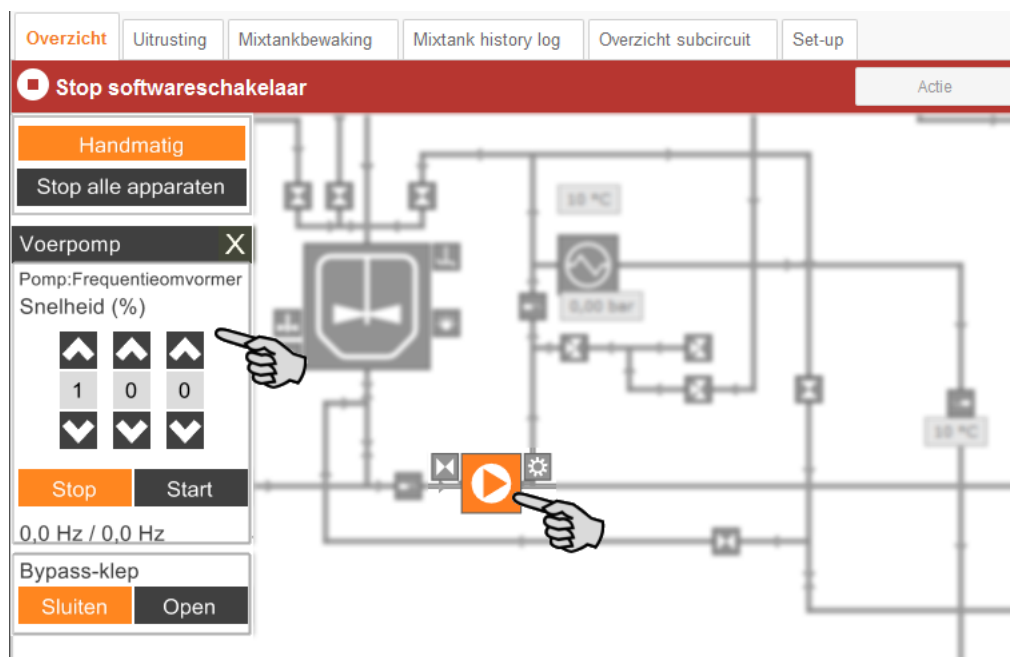 Overzicht Uitrusting Mixtankbewaking Mixtank history log Overzicht subcircuit Set-up
Stop softwareschakelaar Actie
Handmatig
Stop alle apparaten
Voerpomp X
Pomp:Frequentieomvormer
Snelheid (%)
1 0 0
Stop Start
0,0 Hz / 0,0 Hz
Bypass-klep
Sluiten Open
10 °C
0,00 bar
10 °C